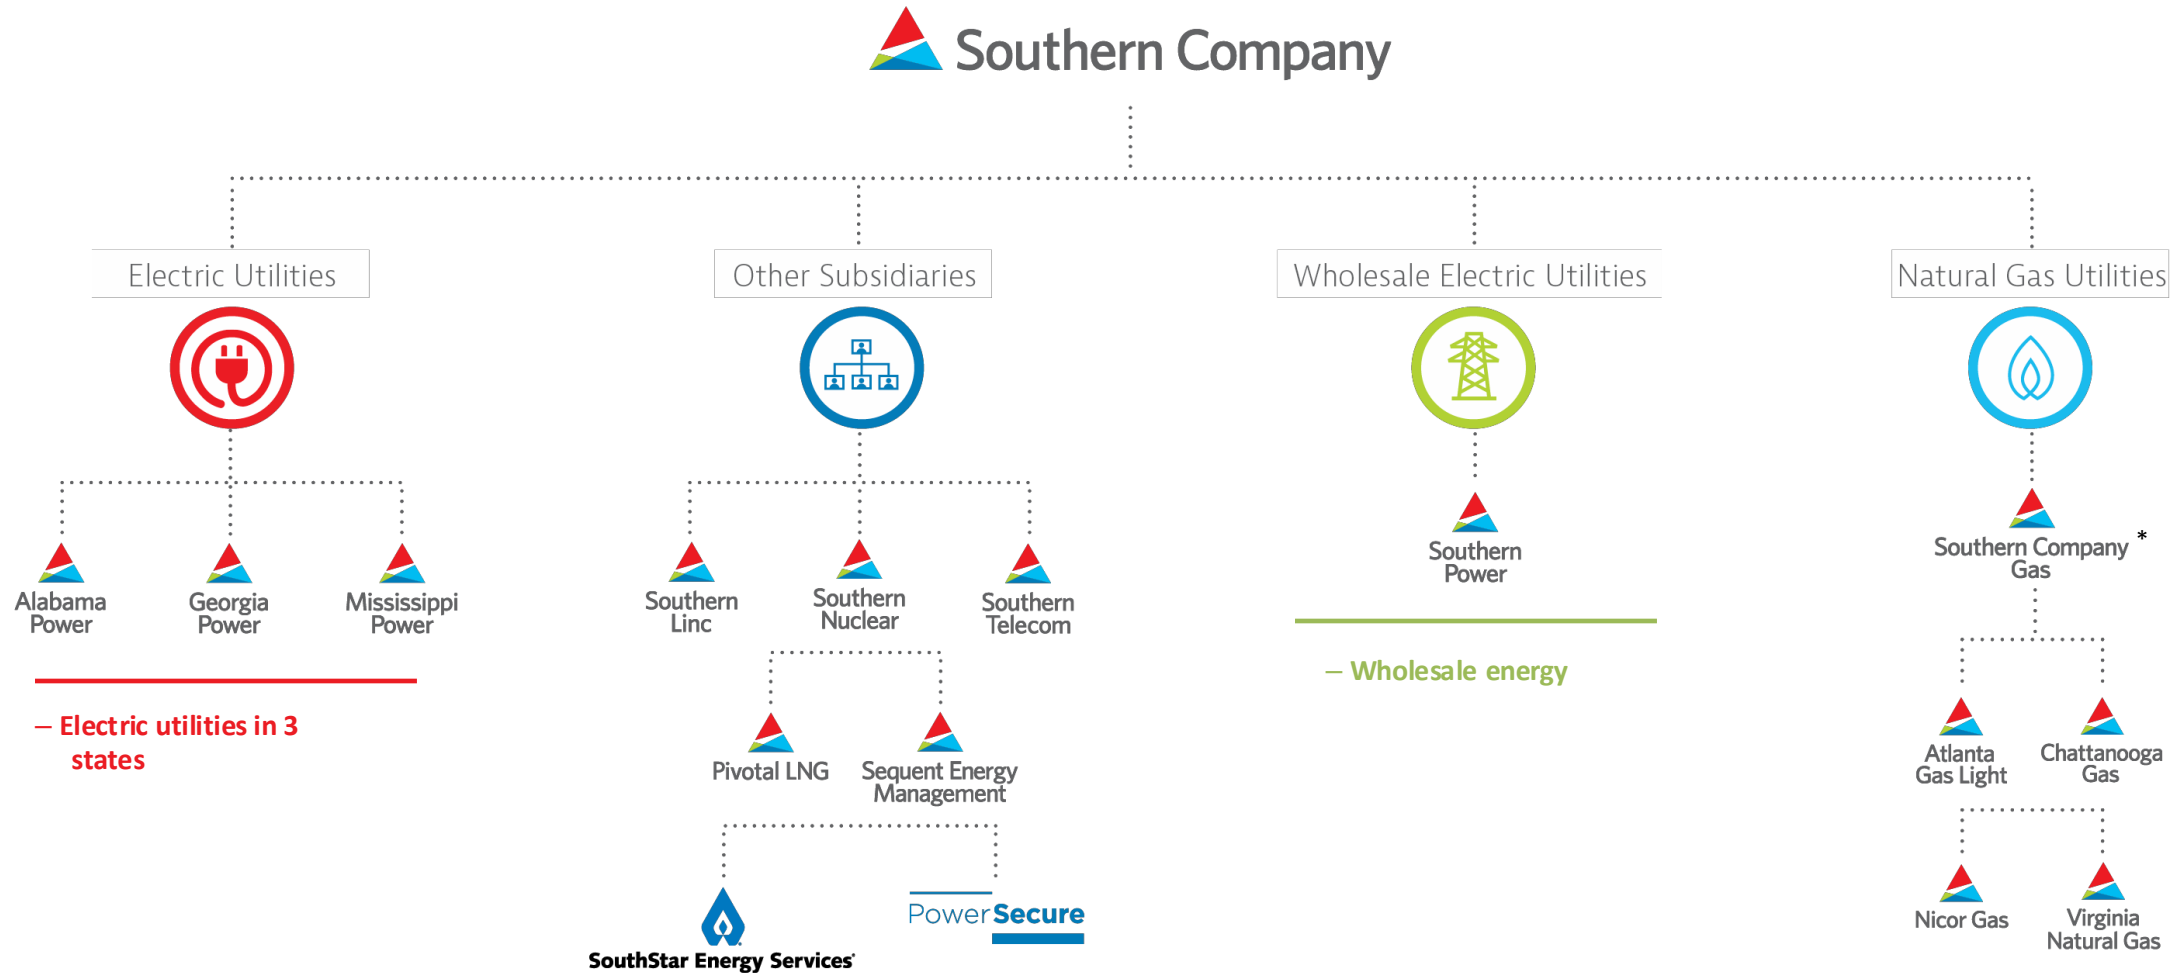 Southern Company
Electric Utilities
Other Subsidiaries
Wholesale Electric Utilities
Natural Gas Utilities
Alabama
Power
Georgia
Power
Mississippi
Power
– Electric utilities in 3
states
Southern
Linc
Southern
Nuclear
Southern
Telecom
Pivotal LNG
Sequent Energy
Management
SouthStar Energy Services
PowerSecure
Southern
Power
– Wholesale energy
Southern Company *
Gas
Atlanta
Gas Light
Chattanooga
Gas
Nicor Gas
Virginia
Natural Gas